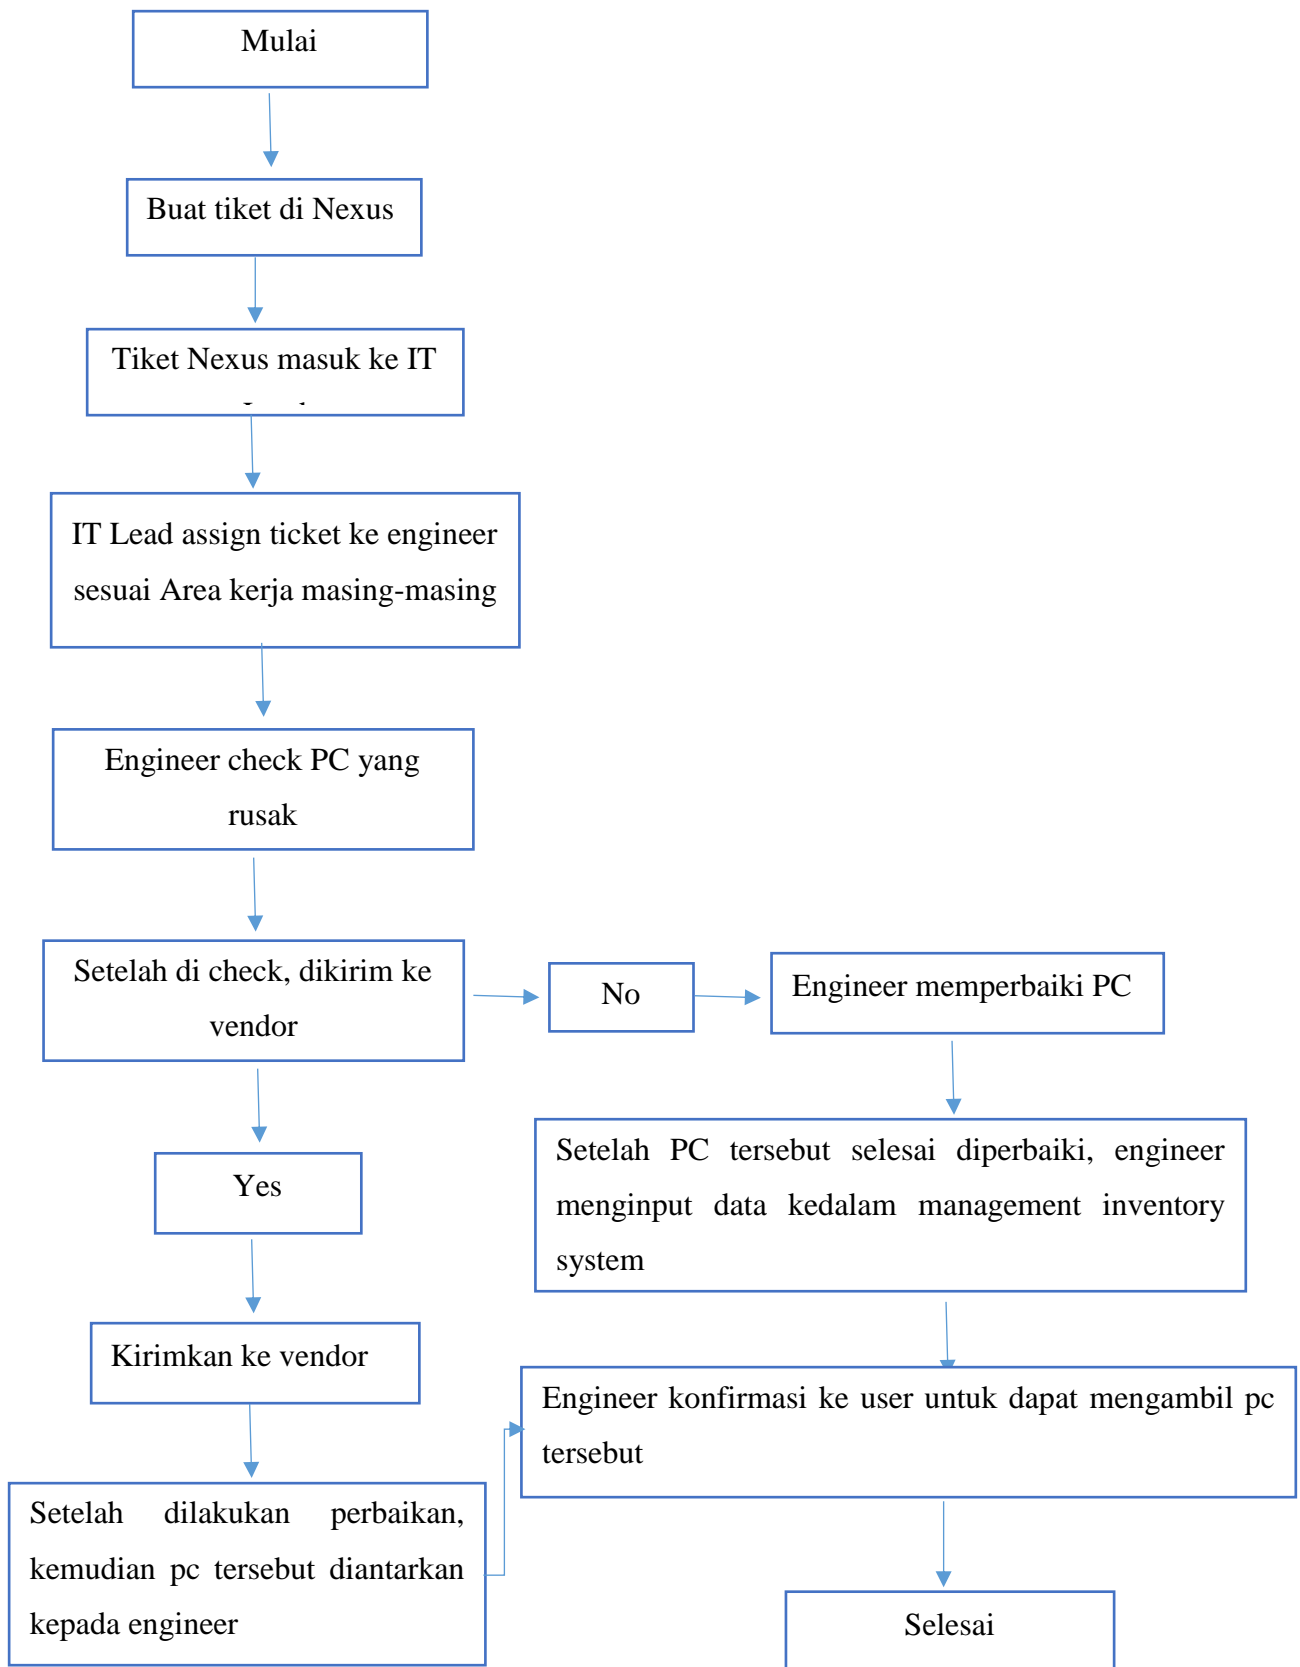 Mulai
Buat tiket di Nexus
Tiket Nexus masuk ke IT
IT Lead assign ticket ke engineer
sesuai Area kerja masing-masing
Engineer check PC yang
rusak
Setelah di check, dikirim ke
vendor
No
Engineer memperbaiki PC
Yes
Setelah PC tersebut selesai diperbaiki, engineer
menginput data kedalam management inventory
system
Kirimkan ke vendor
Engineer konfirmasi ke user untuk dapat mengambil pc
tersebut
Setelah dilakukan perbaikan,
kemudian pc tersebut diantarkan
kepada engineer
Selesai